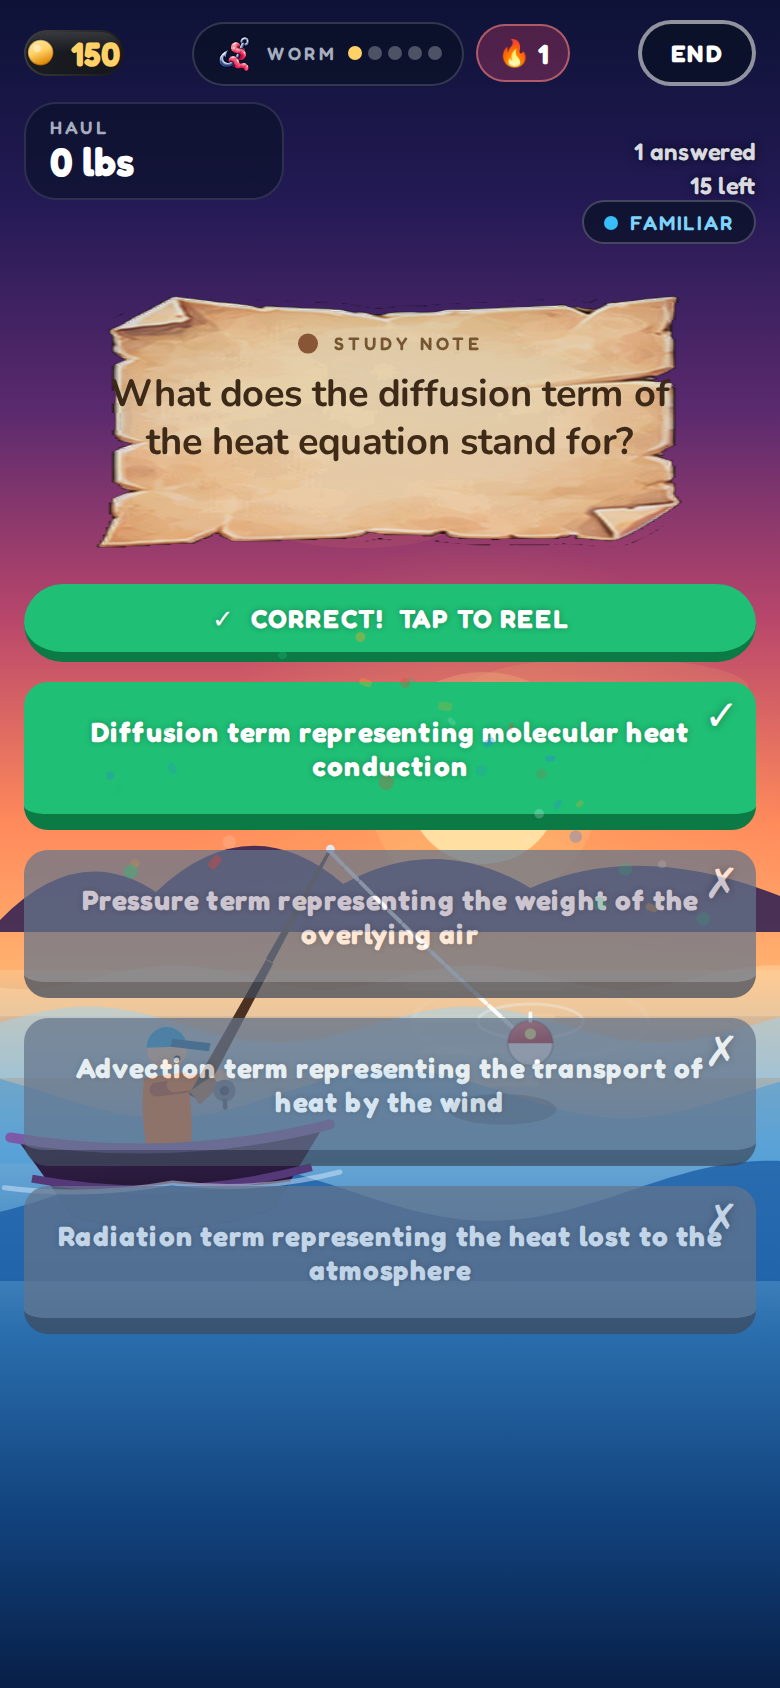 150
WORM
1
END
HAUL
0 lbs
1 answered
15 left
FAMILIAR
STUDY NOTE
What does the diffusion term of
the heat equation stand for?
✓ CORRECT! TAP TO REEL
Diffusion term representing molecular heat
conduction
✓
Pressure term representing the weight of the
overlying air
✗
Advection term representing the transport of
heat by the wind
✗
Radiation term representing the heat lost to the
atmosphere
✗